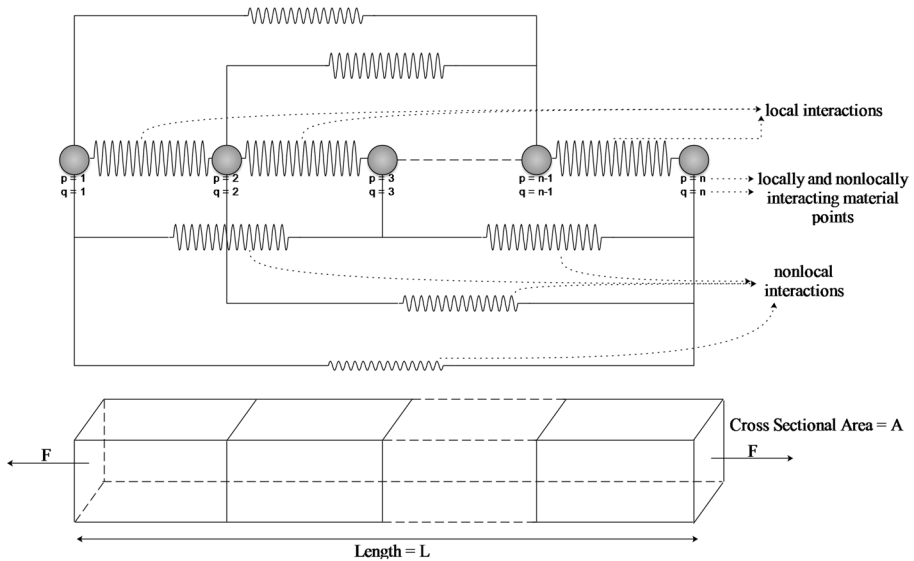 local interactions
p = 1
q = 1
p = 2
q = 2
p = 3
q = 3
p = n-1
q = n-1
p = n
q = n
locally and nonlocally
interacting material
points
nonlocal
interactions
Cross Sectional Area = A
F
F
Length = L